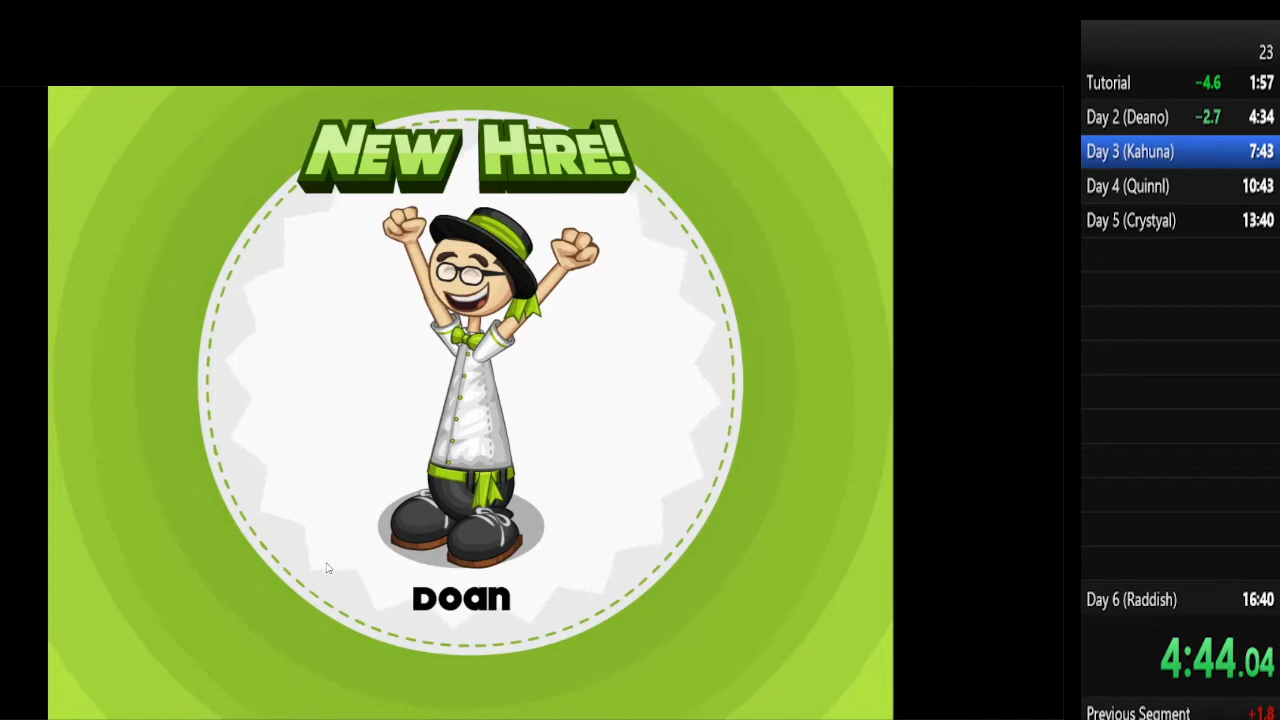 NEW HIRE!
DOAN
23
Tutorial −4.6 1:57
Day 2 (Deano) −2.7 4:34
Day 3 (Kahuna) 7:43
Day 4 (Quinnl) 10:43
Day 5 (Crystyal) 13:40
Day 6 (Raddish) 16:40
4:44.04
Previous Segment +1.8